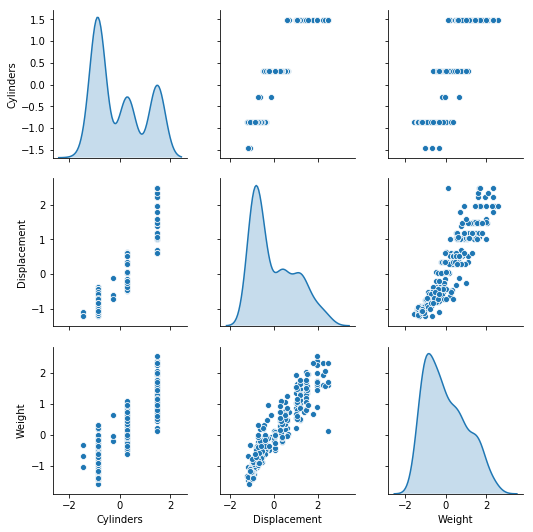 Cylinders
1.5
1.0
0.5
0.0
−0.5
−1.0
−1.5
Displacement
2
1
0
−1
Weight
2
1
0
−1
−2 0 2
−2 0 2
−2 0 2
Cylinders
Displacement
Weight